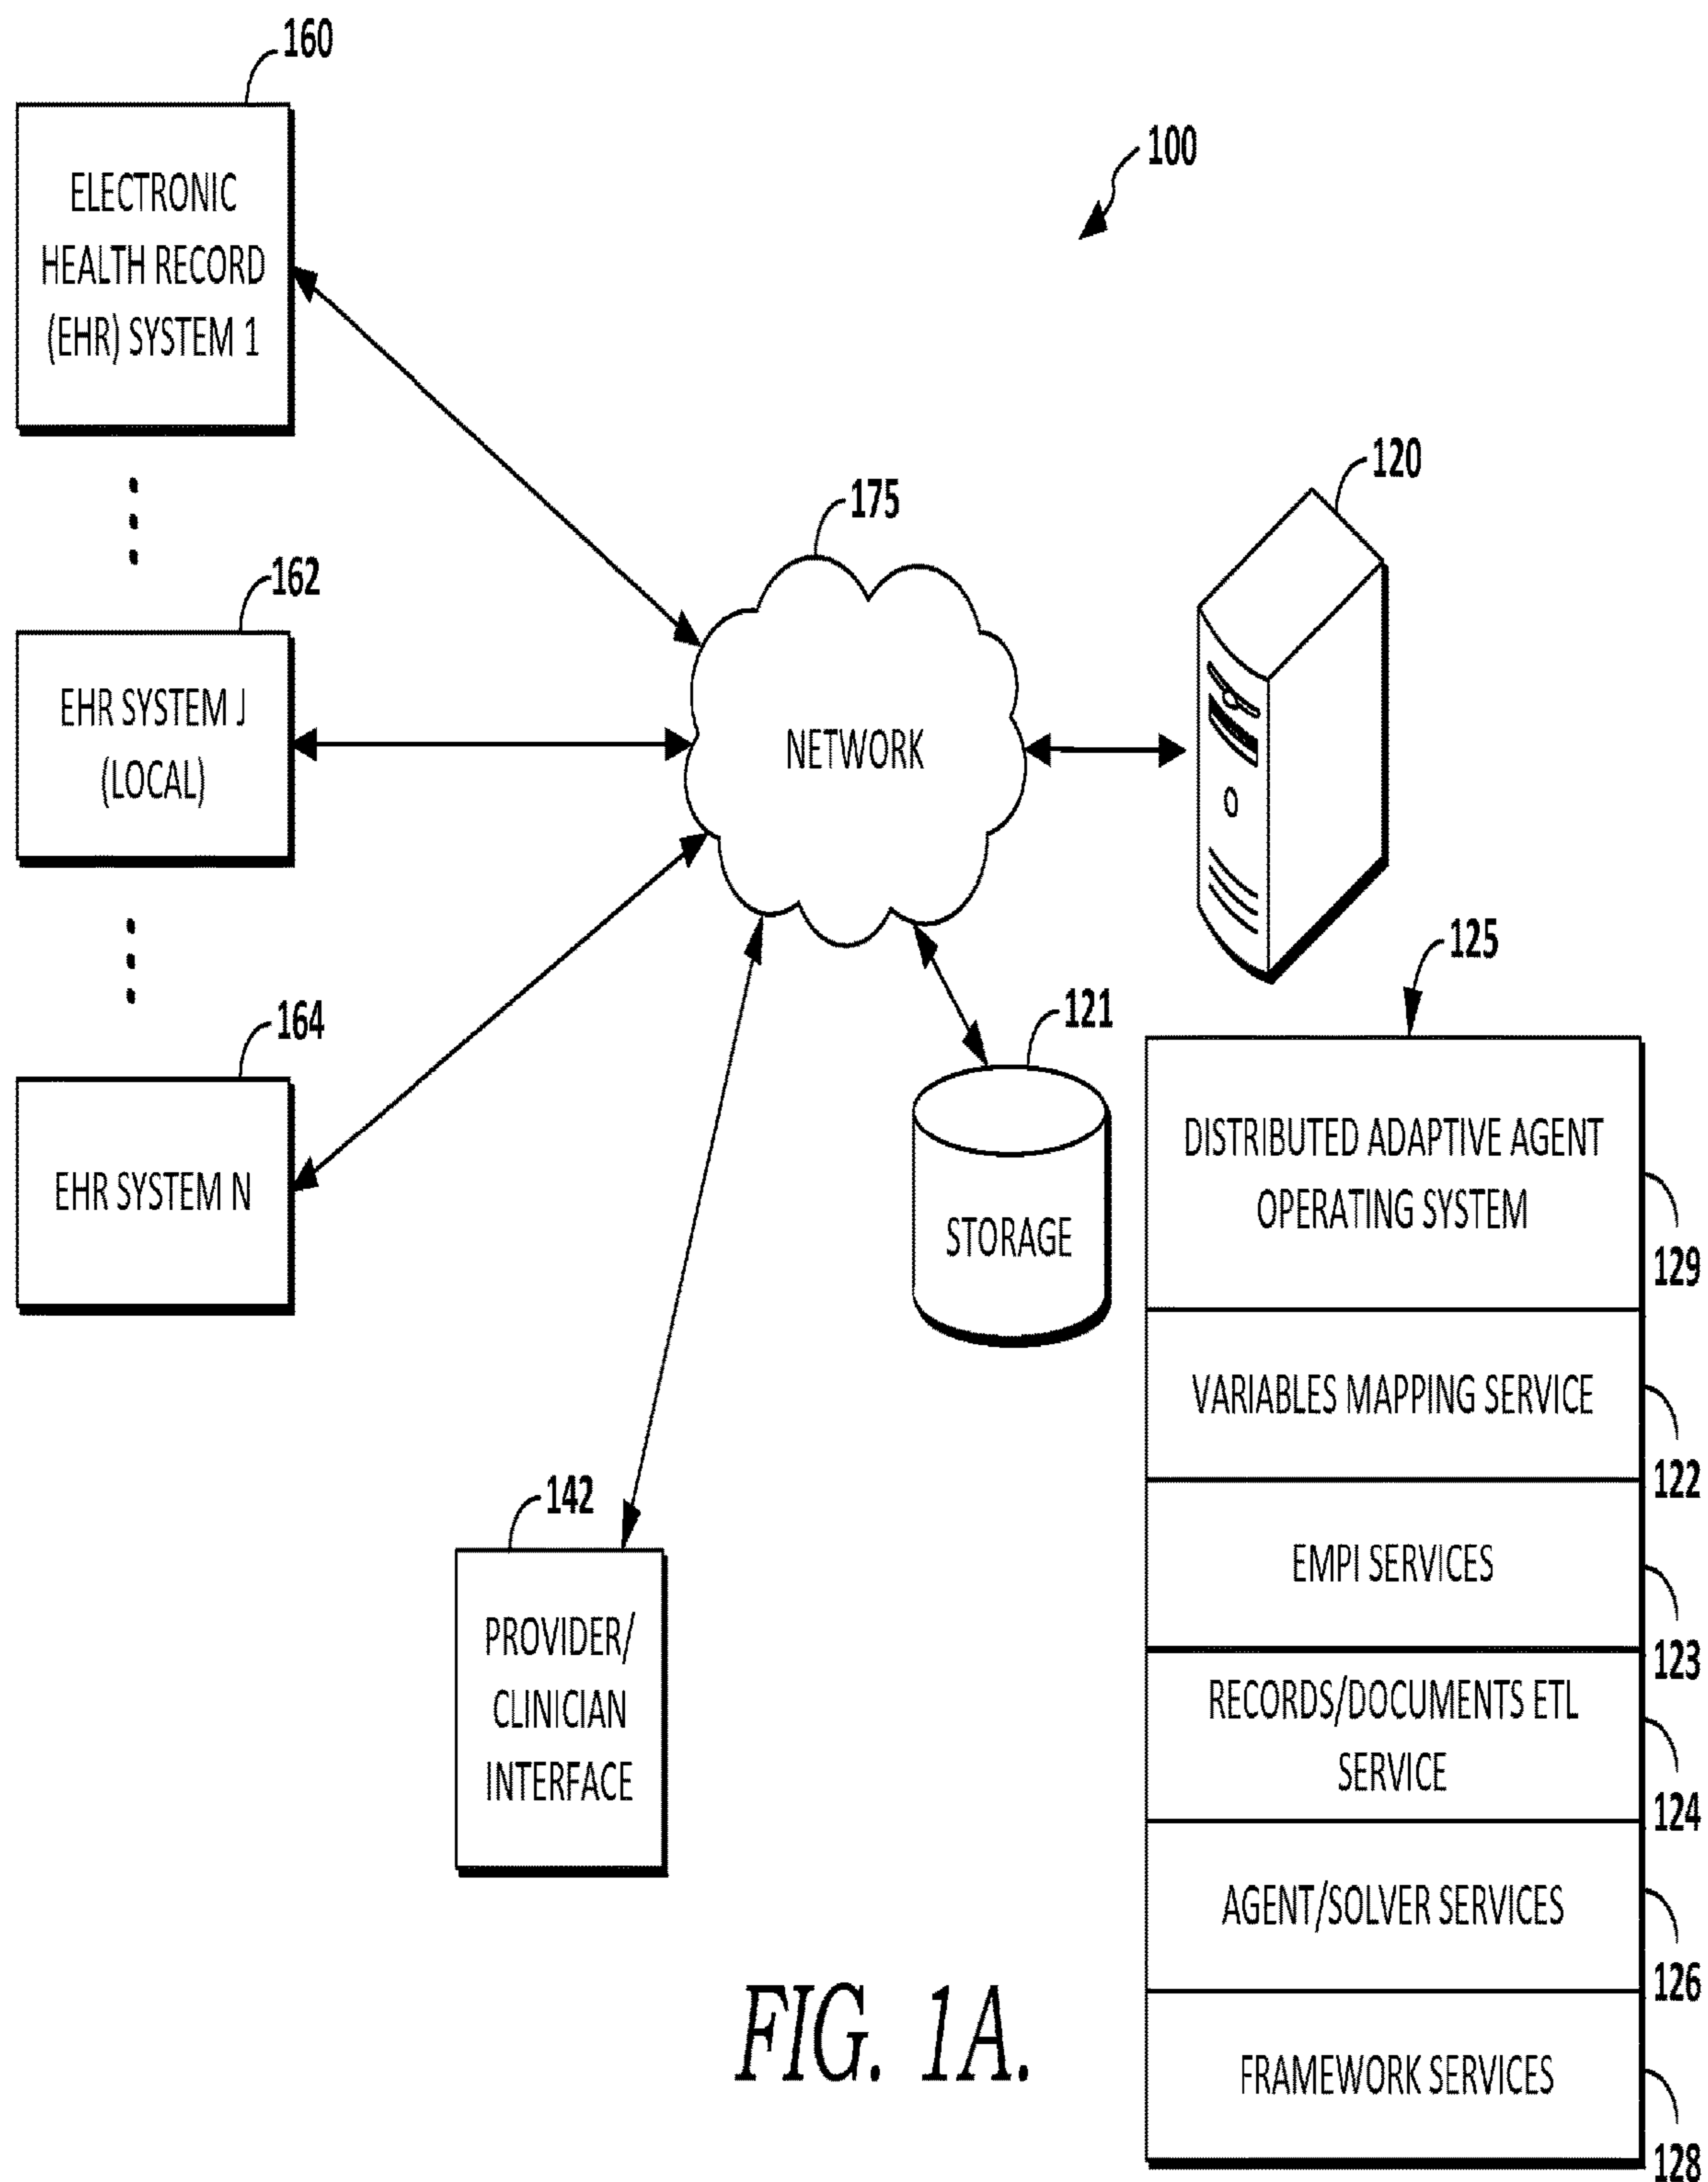 160
ELECTRONIC
HEALTH RECORD
(EHR) SYSTEM 1
100
120
175
162
EHR SYSTEM J
(LOCAL)
NETWORK
125
164
EHR SYSTEM N
121
STORAGE
DISTRIBUTED ADAPTIVE AGENT
OPERATING SYSTEM
129
VARIABLES MAPPING SERVICE
122
142
PROVIDER/
CLINICIAN
INTERFACE
EMPI SERVICES
123
RECORDS/DOCUMENTS ETL
SERVICE
124
AGENT/SOLVER SERVICES
126
FRAMEWORK SERVICES
128
FIG. 1A.